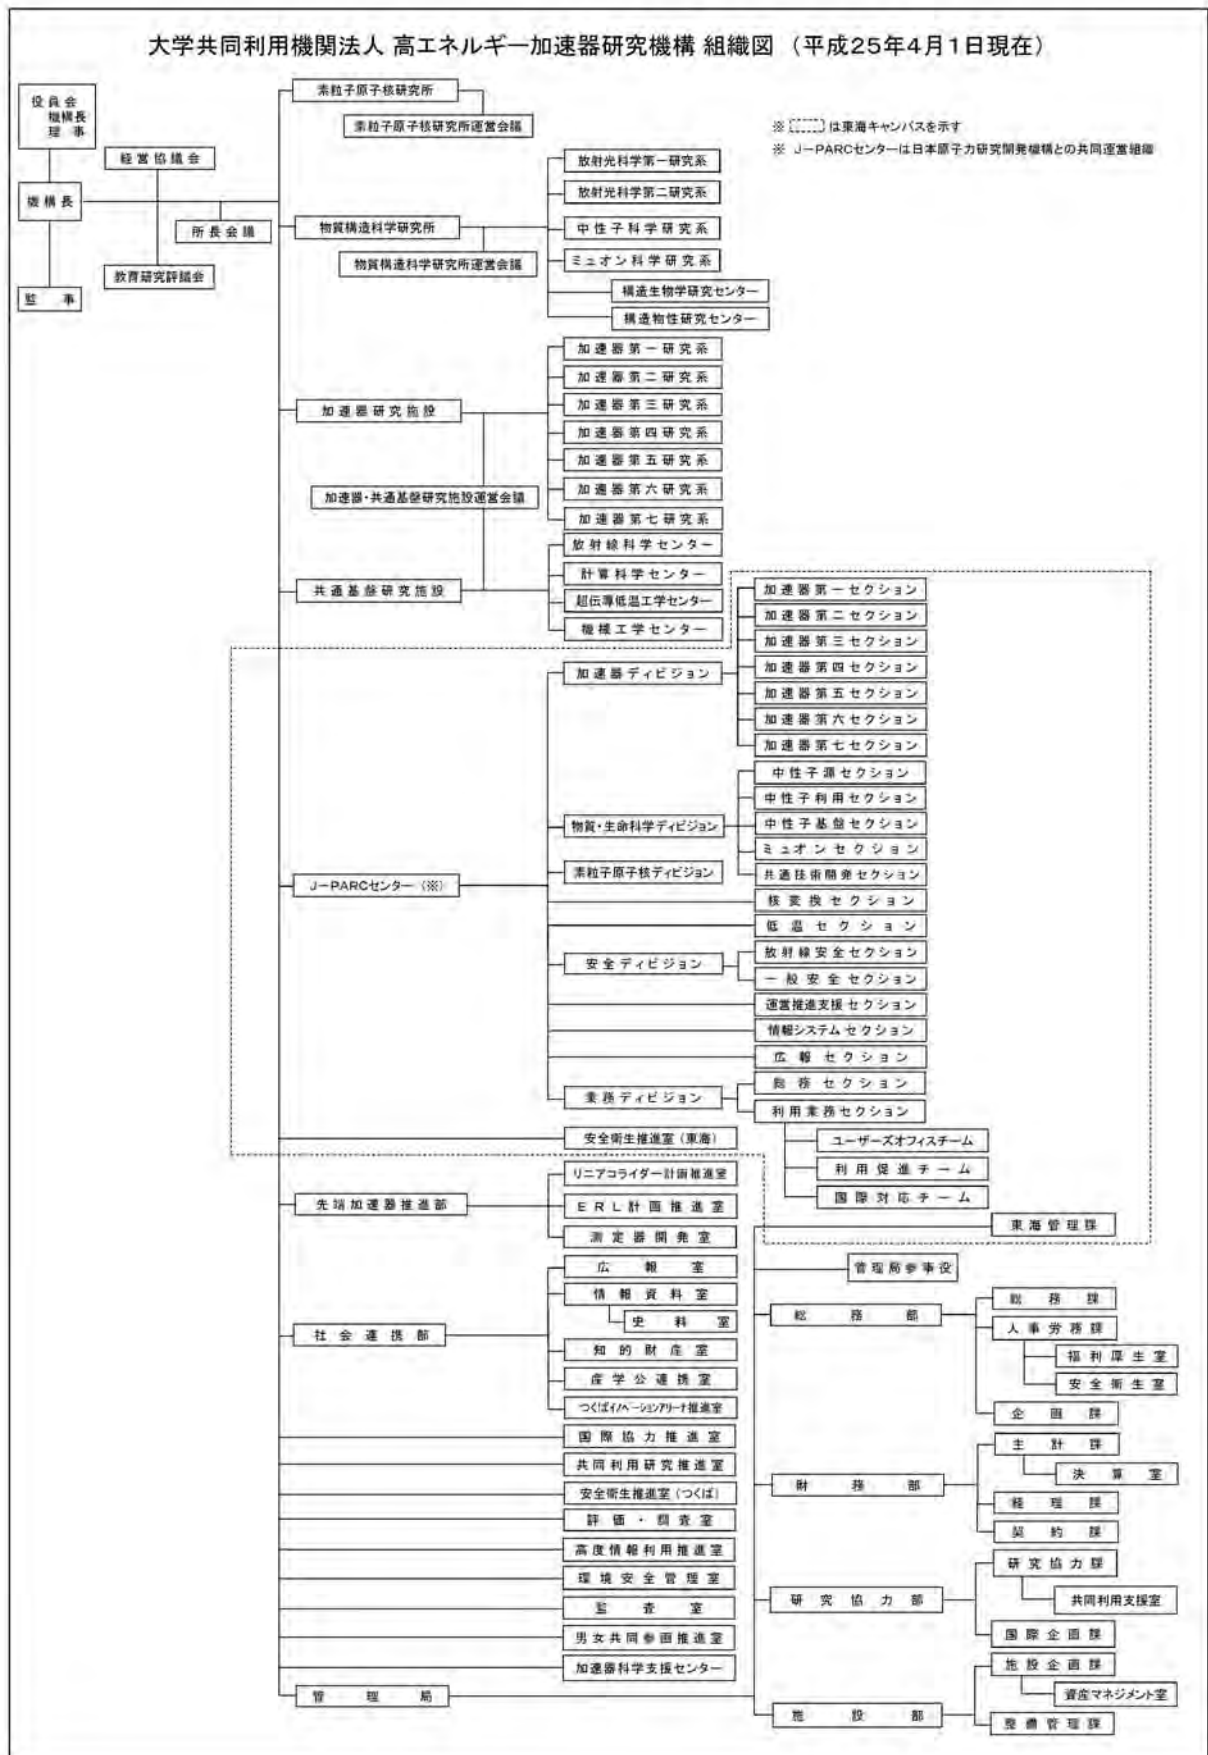 大学共同利用機関法人 高エネルギー加速器研究機構 組織図 （平成25年4月1日現在）
役員会
機構長
理事
経営協議会
機構長
所長会議
教育研究評議会
監事
※ は東海キャンパスを示す
※ J－PARCセンターは日本原子力研究開発機構との共同運営組織
素粒子原子核研究所
素粒子原子核研究所運営会議
物質構造科学研究所
物質構造科学研究所運営会議
放射光科学第一研究系
放射光科学第二研究系
中性子科学研究系
ミュオン科学研究系
構造生物学研究センター
構造物性研究センター
加速器研究施設
加速器第一研究系
加速器第二研究系
加速器第三研究系
加速器第四研究系
加速器第五研究系
加速器第六研究系
加速器第七研究系
加速器・共通基盤研究施設運営会議
共通基盤研究施設
放射線科学センター
計算科学センター
超伝導低温工学センター
機械工学センター
J－PARCセンター（※）
加速器ディビジョン
加速器第一セクション
加速器第二セクション
加速器第三セクション
加速器第四セクション
加速器第五セクション
加速器第六セクション
加速器第七セクション
物質・生命科学ディビジョン
中性子源セクション
中性子利用セクション
中性子基盤セクション
ミュオンセクション
共通技術開発セクション
素粒子原子核ディビジョン
核変換セクション
低温セクション
安全ディビジョン
放射線安全セクション
一般安全セクション
運営推進支援セクション
情報システムセクション
広報セクション
業務ディビジョン
総務セクション
利用業務セクション
ユーザーズオフィスチーム
利用促進チーム
国際対応チーム
安全衛生推進室（東海）
先端加速器推進部
リニアコライダー計画推進室
ERL計画推進室
測定器開発室
社会連携部
広報室
情報資料室
史料室
知的財産室
産学公連携室
つくばイノベーションアリーナ推進室
国際協力推進室
共同利用研究推進室
安全衛生推進室（つくば）
評価・調査室
高度情報利用推進室
環境安全管理室
監査室
男女共同参画推進室
加速器科学支援センター
管理局
東海管理課
管理局参事役
総務部
総務課
人事労務課
福利厚生室
安全衛生室
企画課
財務部
主計課
決算室
経理課
契約課
研究協力部
研究協力課
共同利用支援室
国際企画課
施設部
施設企画課
資産マネジメント室
整備管理課